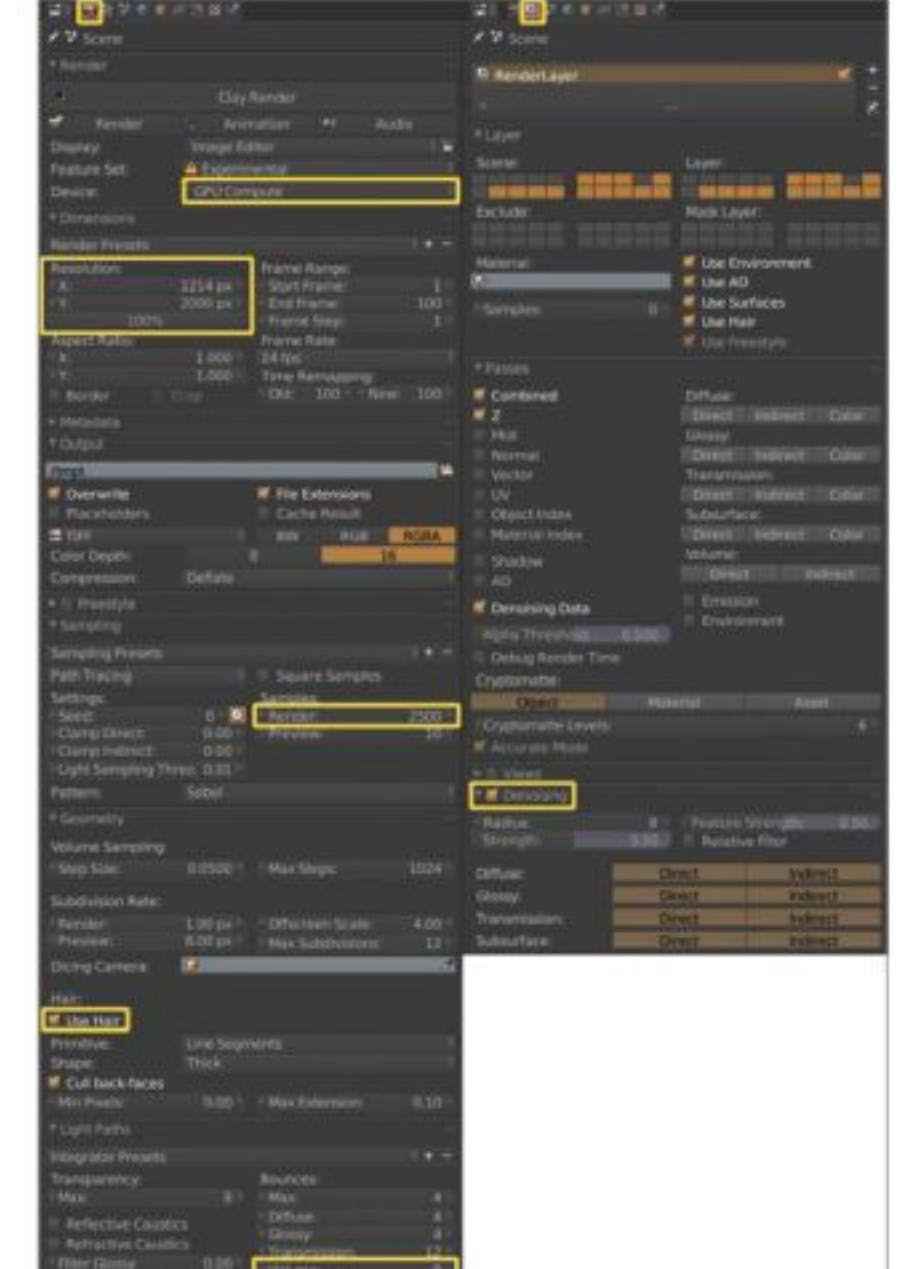 Scene
Render
Clay Render
Render Animation Audio
Display: Image Editor
Feature Set: Experimental
Device: GPU Compute
Dimensions
Render Presets
Resolution: Frame Range:
X: 1214 px Start Frame: 1
Y: 2000 px End Frame: 100
100% Frame Step: 1
Aspect Ratio: Frame Rate:
X: 1.000 24 fps
Y: 1.000 Time Remapping:
Border Crop Old: 100 New: 100
Metadata
Output
Overwrite File Extensions
Placeholders Cache Result
TIFF BW RGB RGBA
Color Depth: 8 16
Compression: Deflate
Freestyle
Sampling
Sampling Presets
Path Tracing Square Samples
Settings: Samples:
Seed: 0 Render: 2500
Clamp Direct: 0.00 Preview: 10
Clamp Indirect: 0.00
Light Sampling Thres: 0.01
Pattern: Sobol
Geometry
Volume Sampling:
Step Size: 0.0500 Max Steps: 1024
Subdivision Rate:
Render: 1.00 px Offscreen Scale: 4.00
Preview: 8.00 px Max Subdivisions: 12
Dicing Camera:
Hair:
Use Hair
Primitive: Line Segments
Shape: Thick
Cull back-faces
Min Pixels: 0.00 Max Extension: 0.10
Light Paths
Integrator Presets
Transparency: Bounces:
Max: 8 Max: 4
Reflective Caustics Diffuse: 4
Refractive Caustics Glossy: 4
Filter Glossy: 0.00 Transmission: 12
Scene
RenderLayer
Layer
Scene: Layer:
Exclude: Mask Layer:
Material: Use Environment
Use AO
Samples: 0 Use Surfaces
Use Hair
Use Freestyle
Passes
Combined Diffuse:
Z Direct Indirect Color
Mist Glossy:
Normal Direct Indirect Color
Vector Transmission:
UV Direct Indirect Color
Object Index Subsurface:
Material Index Direct Indirect Color
Shadow Volume:
AO Direct Indirect
Denoising Data Emission
Alpha Threshold: 0.500 Environment
Debug Render Time
Cryptomatte:
Object Material Asset
Cryptomatte Levels 6
Accurate Mode
Views
Denoising
Radius: 8 Feature Strength: 0.50
Strength: 0.50 Relative Filter
Diffuse: Direct Indirect
Glossy: Direct Indirect
Transmission: Direct Indirect
Subsurface: Direct Indirect